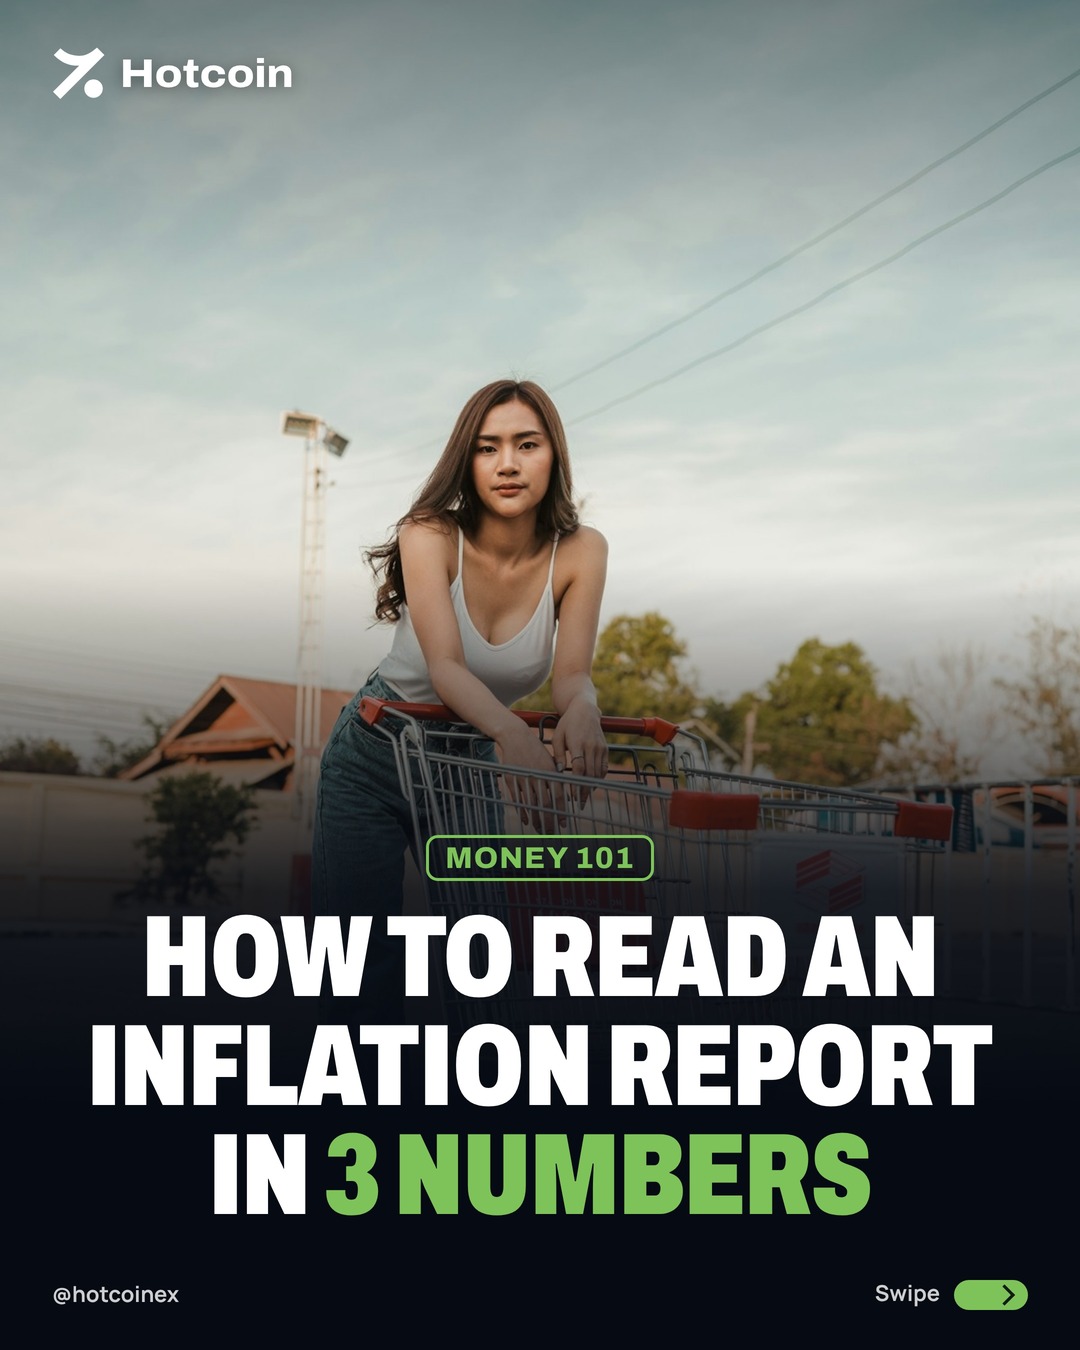 Hotcoin
MONEY 101
HOW TO READ AN
INFLATION REPORT
IN 3 NUMBERS
@hotcoinex
Swipe